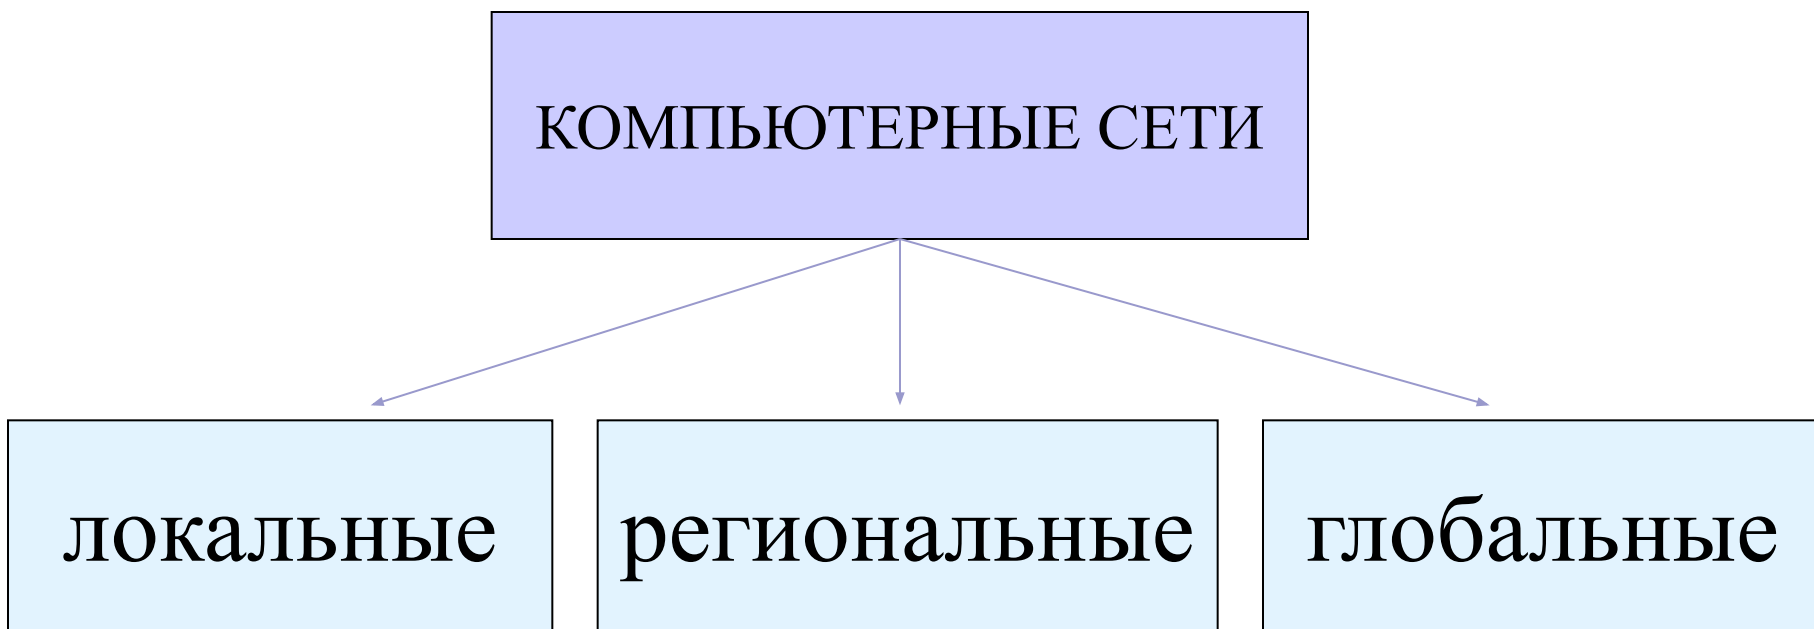 КОМПЬЮТЕРНЫЕ СЕТИ
локальные
региональные
глобальные